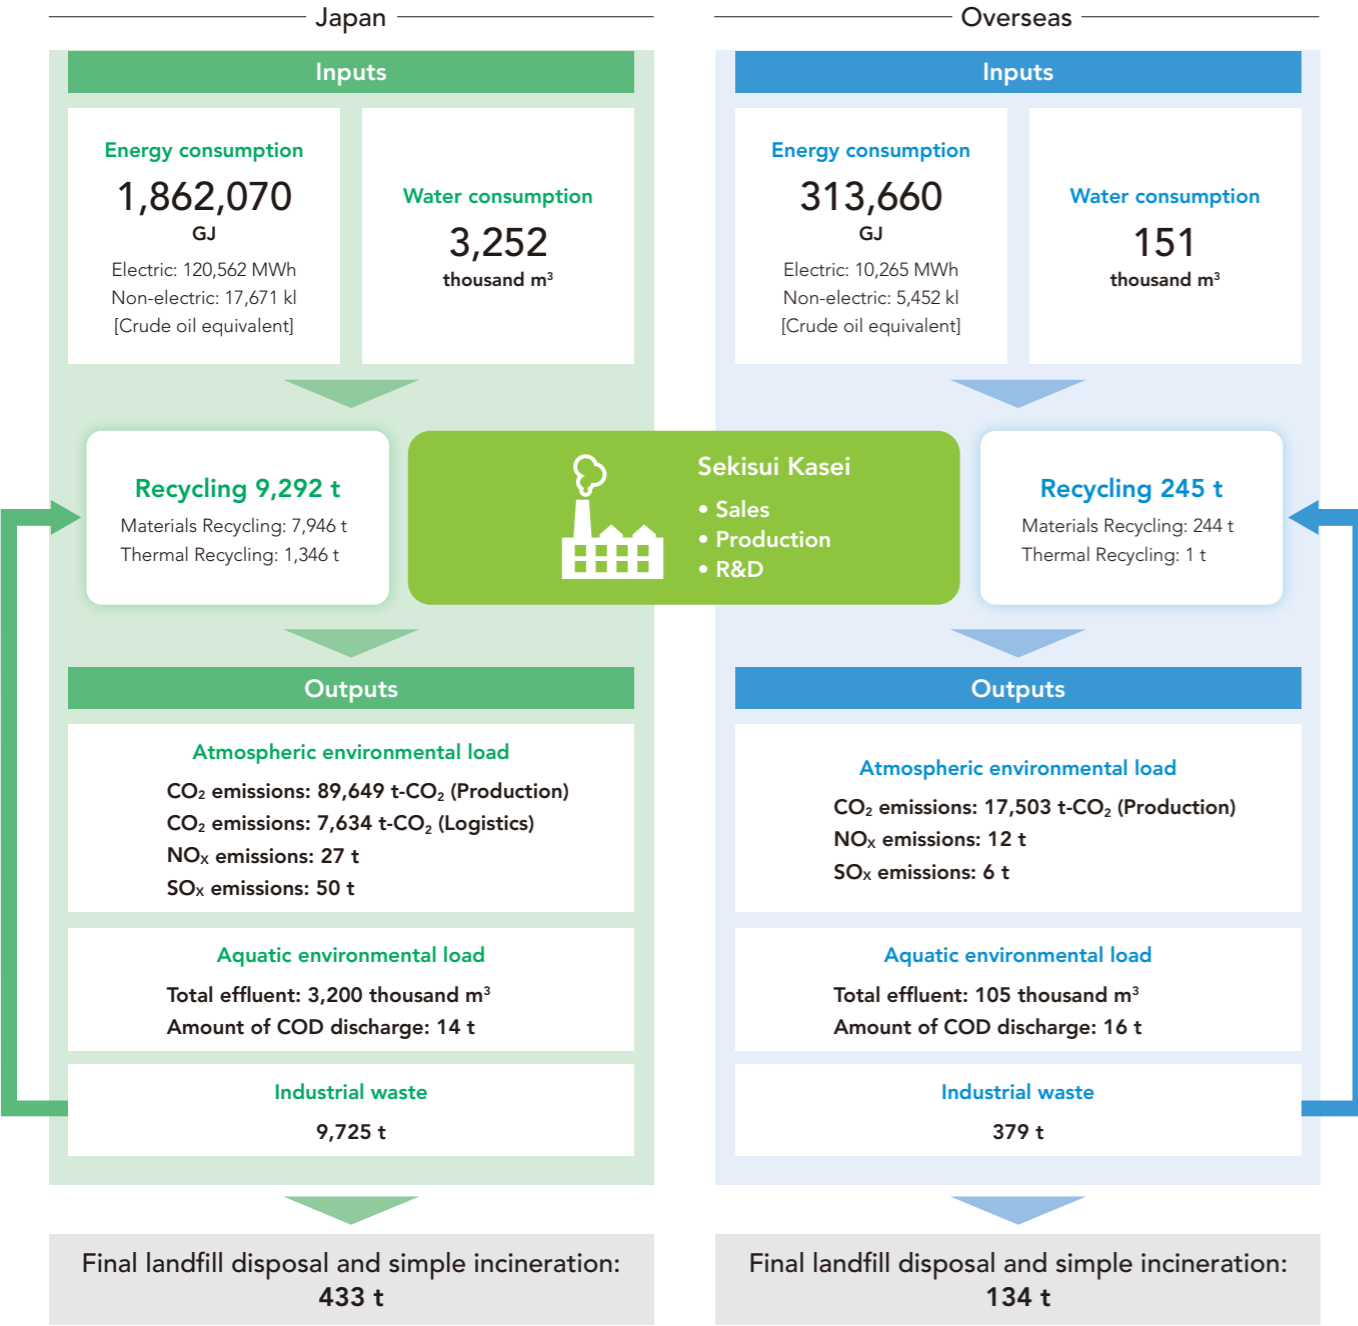 Japan
Inputs
Energy consumption
1,862,070
GJ
Electric: 120,562 MWh
Non-electric: 17,671 kl
[Crude oil equivalent]
Water consumption
3,252
thousand m³
Recycling 9,292 t
Materials Recycling: 7,946 t
Thermal Recycling: 1,346 t
Sekisui Kasei
• Sales
• Production
• R&D
Outputs
Atmospheric environmental load
CO₂ emissions: 89,649 t-CO₂ (Production)
CO₂ emissions: 7,634 t-CO₂ (Logistics)
NOx emissions: 27 t
SOx emissions: 50 t
Aquatic environmental load
Total effluent: 3,200 thousand m³
Amount of COD discharge: 14 t
Industrial waste
9,725 t
Final landfill disposal and simple incineration:
433 t
Overseas
Inputs
Energy consumption
313,660
GJ
Electric: 10,265 MWh
Non-electric: 5,452 kl
[Crude oil equivalent]
Water consumption
151
thousand m³
Recycling 245 t
Materials Recycling: 244 t
Thermal Recycling: 1 t
Outputs
Atmospheric environmental load
CO₂ emissions: 17,503 t-CO₂ (Production)
NOx emissions: 12 t
SOx emissions: 6 t
Aquatic environmental load
Total effluent: 105 thousand m³
Amount of COD discharge: 16 t
Industrial waste
379 t
Final landfill disposal and simple incineration:
134 t